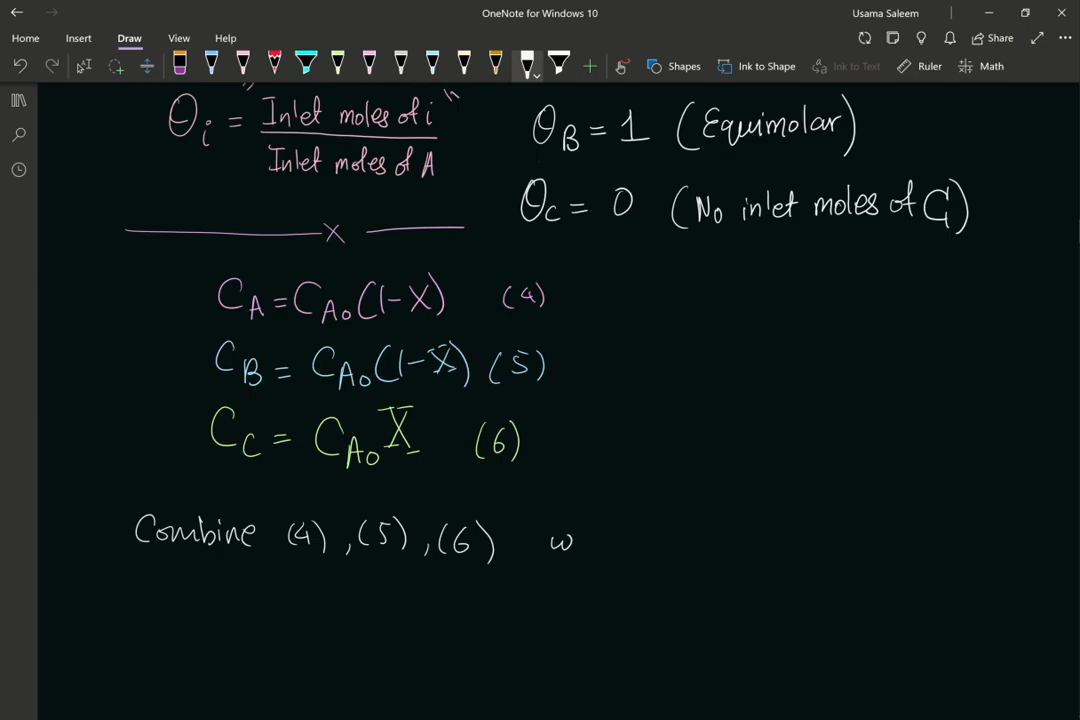 OneNote for Windows 10
Usama Saleem
Home Insert Draw View Help
Share
Shapes Ink to Shape Ink to Text Ruler Math
θi = "Inlet moles of i" / Inlet moles of A
θB = 1 (Equimolar)
θC = 0 (No inlet moles of C)
CA = CA0(1-X) (4)
CB = CA0(1-X) (5)
CC = CA0 X (6)
Combine (4), (5), (6) w